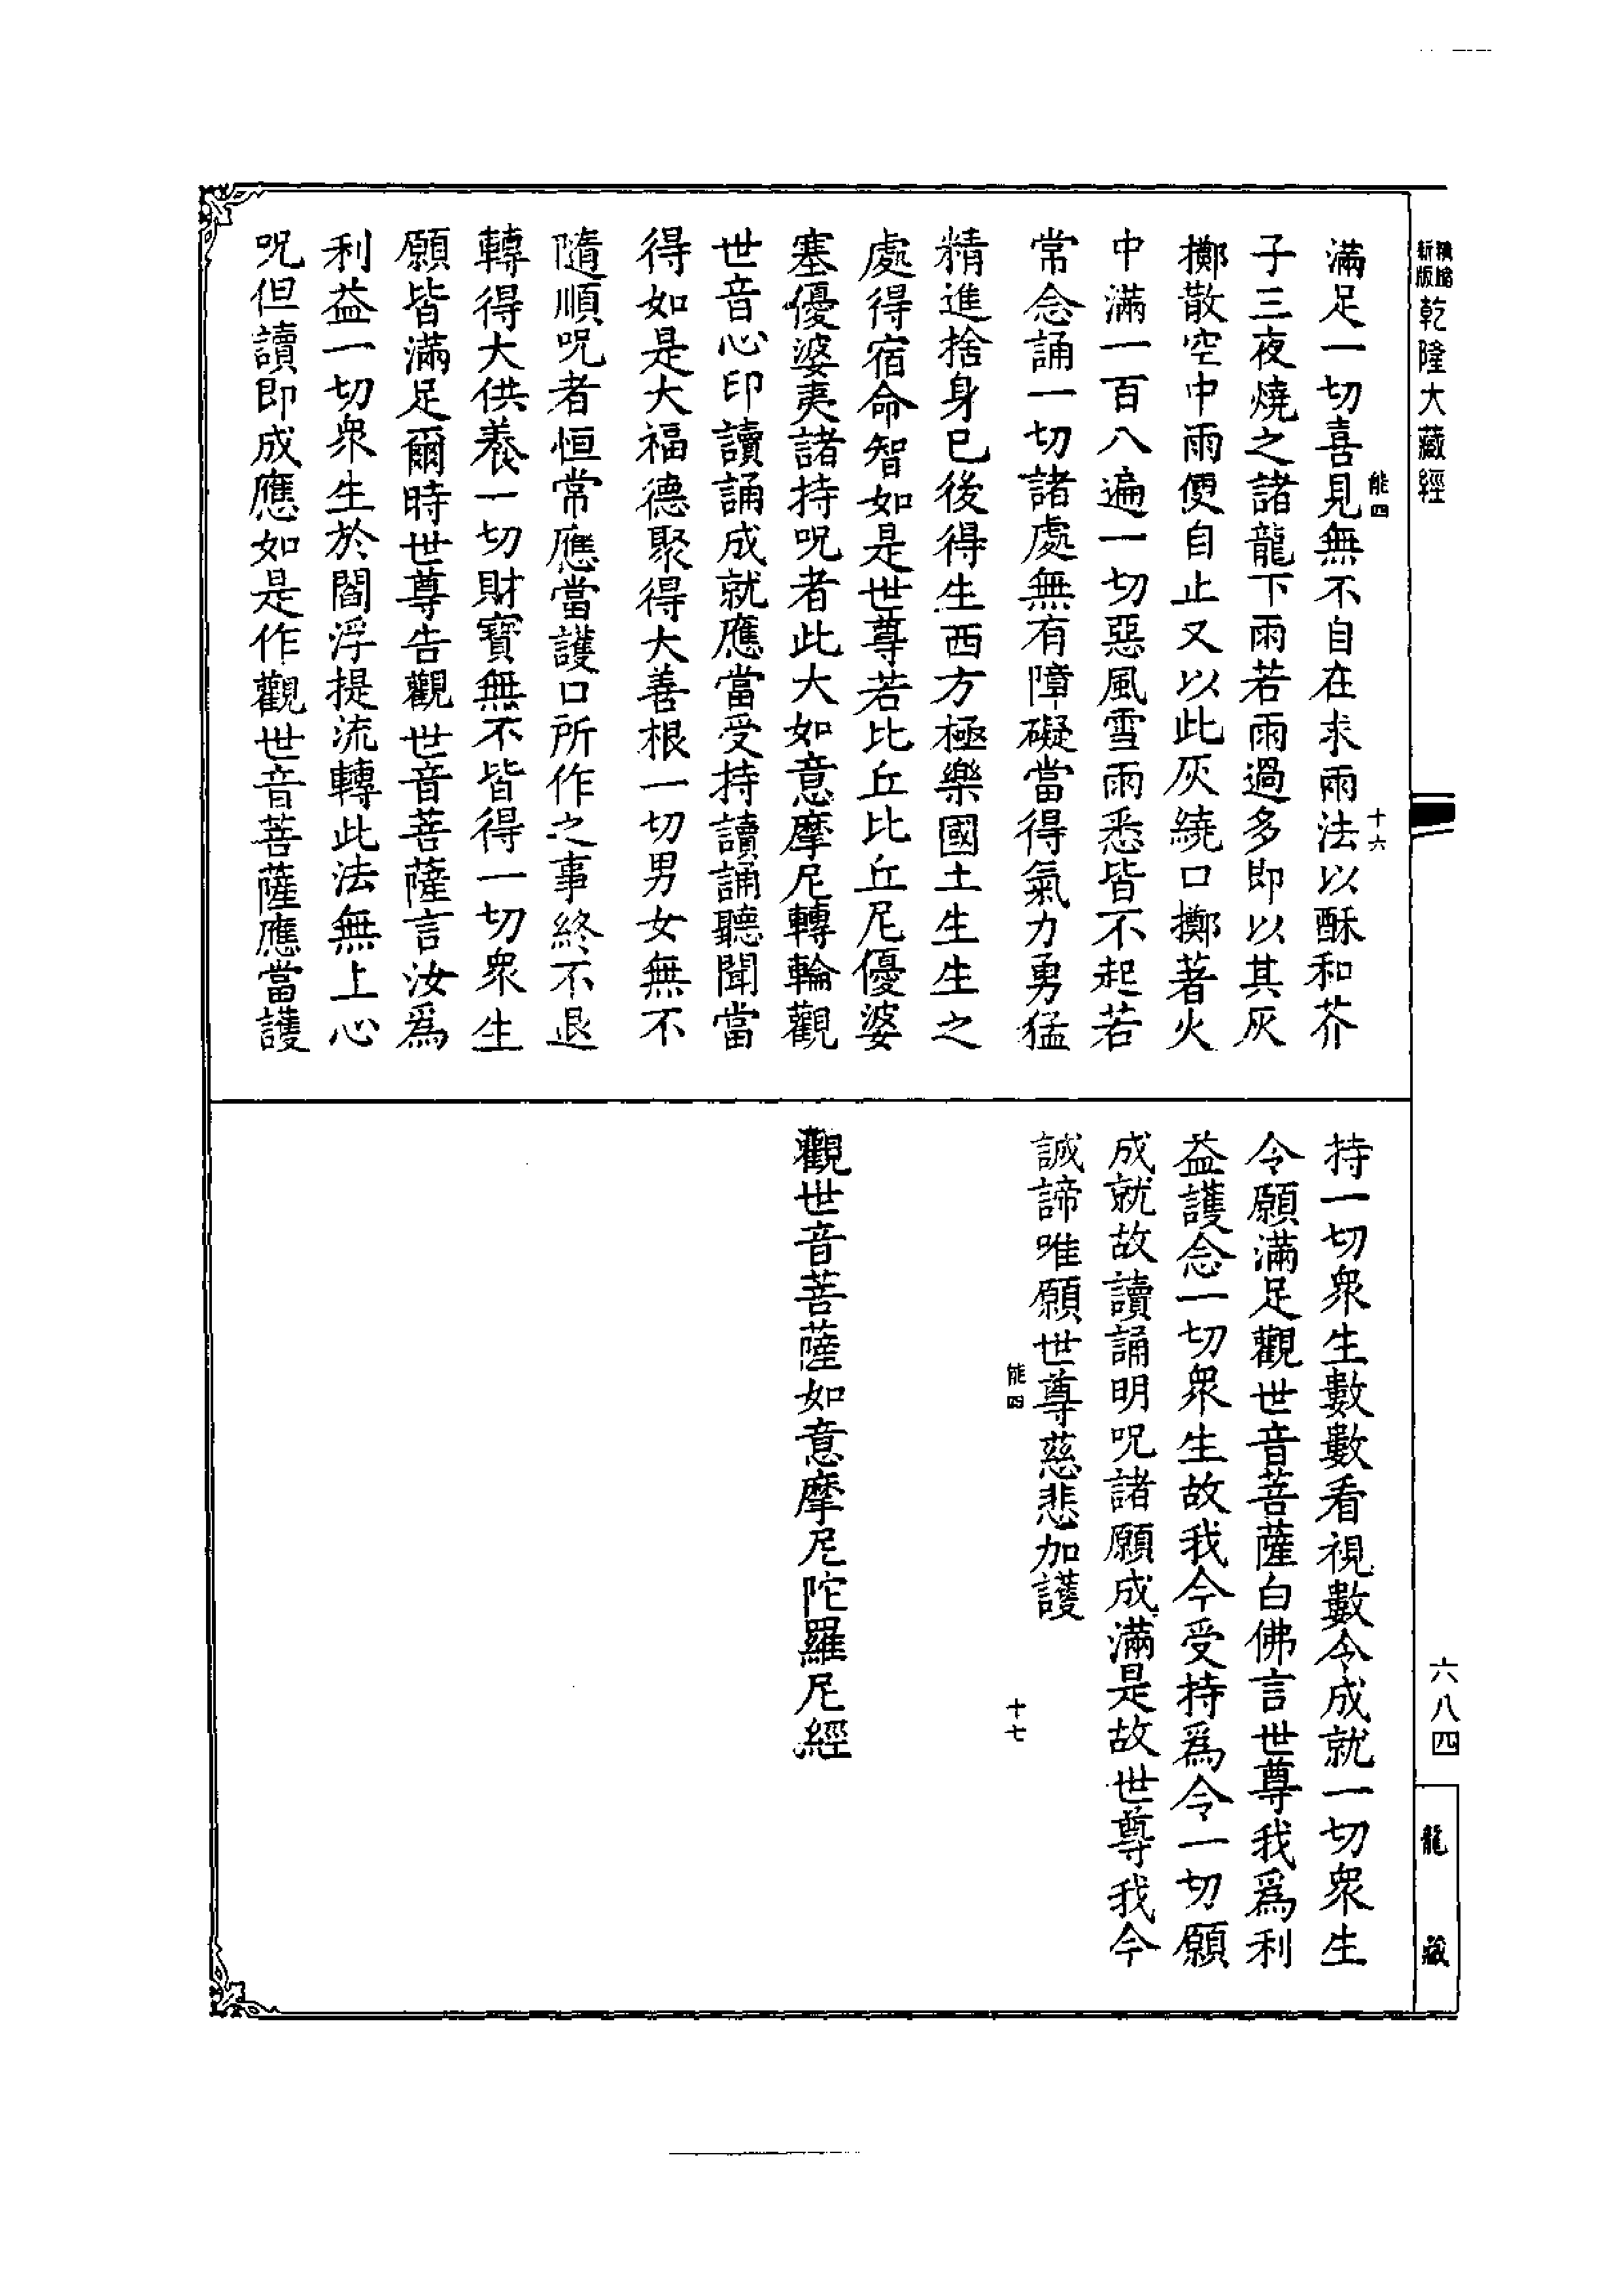 新版
精縮
乾隆大藏經
能四
十六
滿足一切喜見無不自在求雨法以酥和芥
子三夜燒之諸龍下雨若雨過多即以其灰
擲散空中雨便自止又以此灰繞口擲著火
中滿一百八遍一切惡風雪雨悉皆不起若
常念誦一切諸處無有障礙當得氣力勇猛
精進捨身已後得生西方極樂國土生生之
處得宿命智如是世尊若比丘比丘尼優婆
塞優婆夷諸持呪者此大如意摩尼轉輪觀
世音心印讀誦成就應當受持讀誦聽聞當
得如是大福德聚得大善根一切男女無不
隨順呪者恒常應當護口所作之事終不退
轉得大供養一切財寶無不皆得一切衆生
願皆滿足爾時世尊告觀世音菩薩言汝爲
利益一切衆生於閻浮提流轉此法無上心
呪但讀即成應如是作觀世音菩薩應當護
持一切衆生數數看視數令成就一切衆生
令願滿足觀世音菩薩白佛言世尊我爲利
益護念一切衆生故我今受持爲令一切願
成就故讀誦明呪諸願成滿是故世尊我今
誠諦唯願世尊慈悲加護
能四
十七
觀世音菩薩如意摩尼陀羅尼經
六八四
龍藏